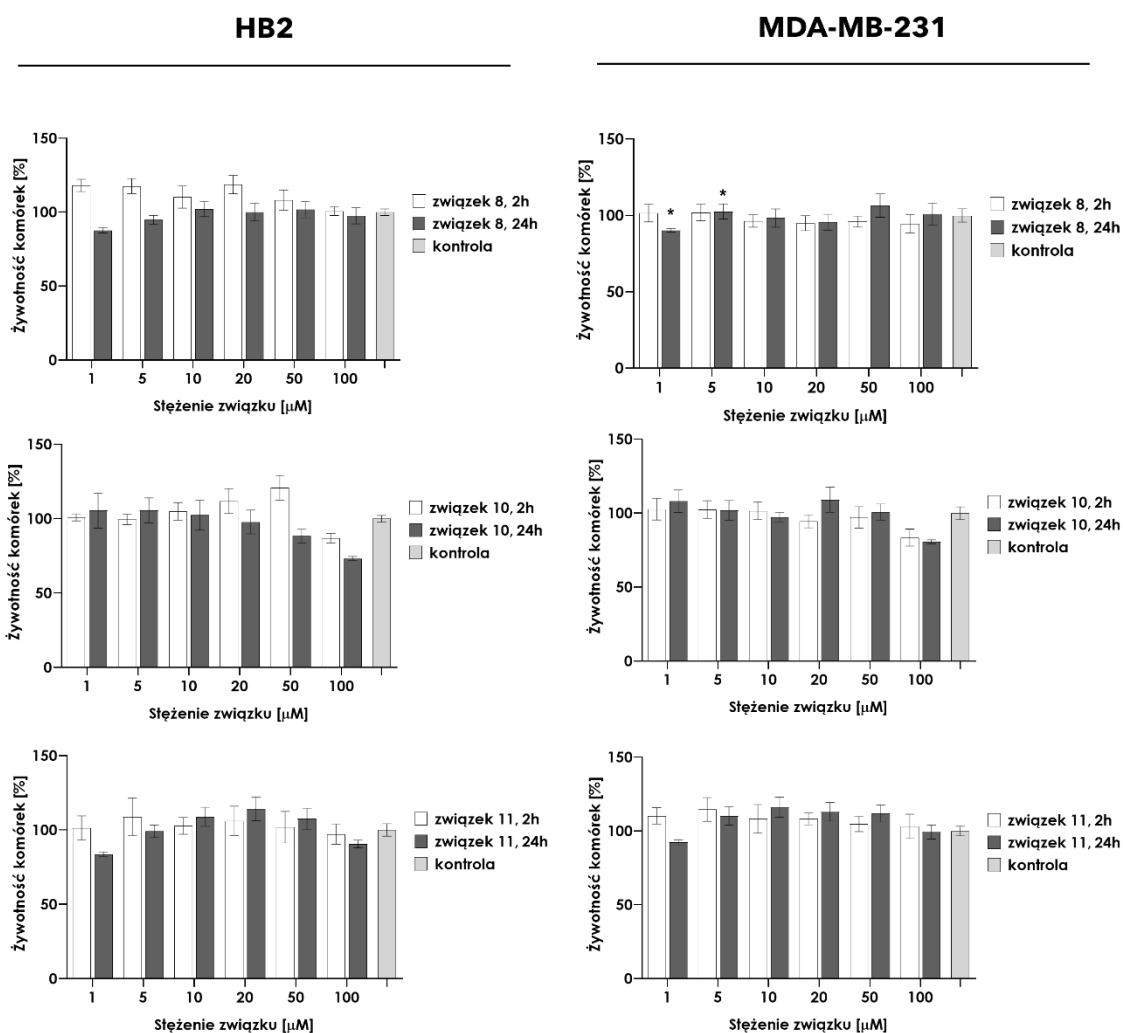 HB2
MDA-MB-231
Żywotność komórek [%]
150
100
50
0
1 5 10 20 50 100
Stężenie związku [μM]
związek 8, 2h
związek 8, 24h
kontrola
Żywotność komórek [%]
150
100
50
0
* *
1 5 10 20 50 100
Stężenie związku [μM]
związek 8, 2h
związek 8, 24h
kontrola
Żywotność komórek [%]
150
100
50
0
1 5 10 20 50 100
Stężenie związku [μM]
związek 10, 2h
związek 10, 24h
kontrola
Żywotność komórek [%]
150
100
50
0
1 5 10 20 50 100
Stężenie związku [μM]
związek 10, 2h
związek 10, 24h
kontrola
Żywotność komórek [%]
150
100
50
0
1 5 10 20 50 100
Stężenie związku [μM]
związek 11, 2h
związek 11, 24h
kontrola
Żywotność komórek [%]
150
100
50
0
1 5 10 20 50 100
Stężenie związku [μM]
związek 11, 2h
związek 11, 24h
kontrola